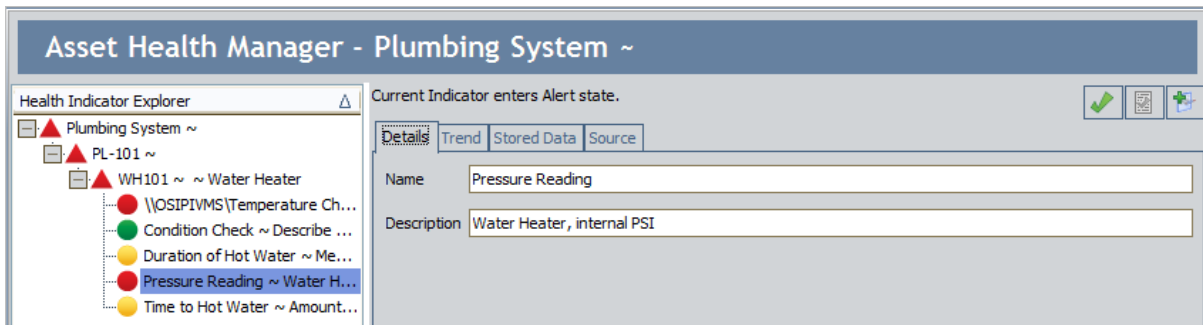 Asset Health Manager - Plumbing System ~
Health Indicator Explorer
Plumbing System ~
PL-101 ~
WH101 ~ ~ Water Heater
\\OSIPIVMS\Temperature Ch...
Condition Check ~ Describe ...
Duration of Hot Water ~ Me...
Pressure Reading ~ Water H...
Time to Hot Water ~ Amount...
Current Indicator enters Alert state.
Details Trend Stored Data Source
Name Pressure Reading
Description Water Heater, internal PSI